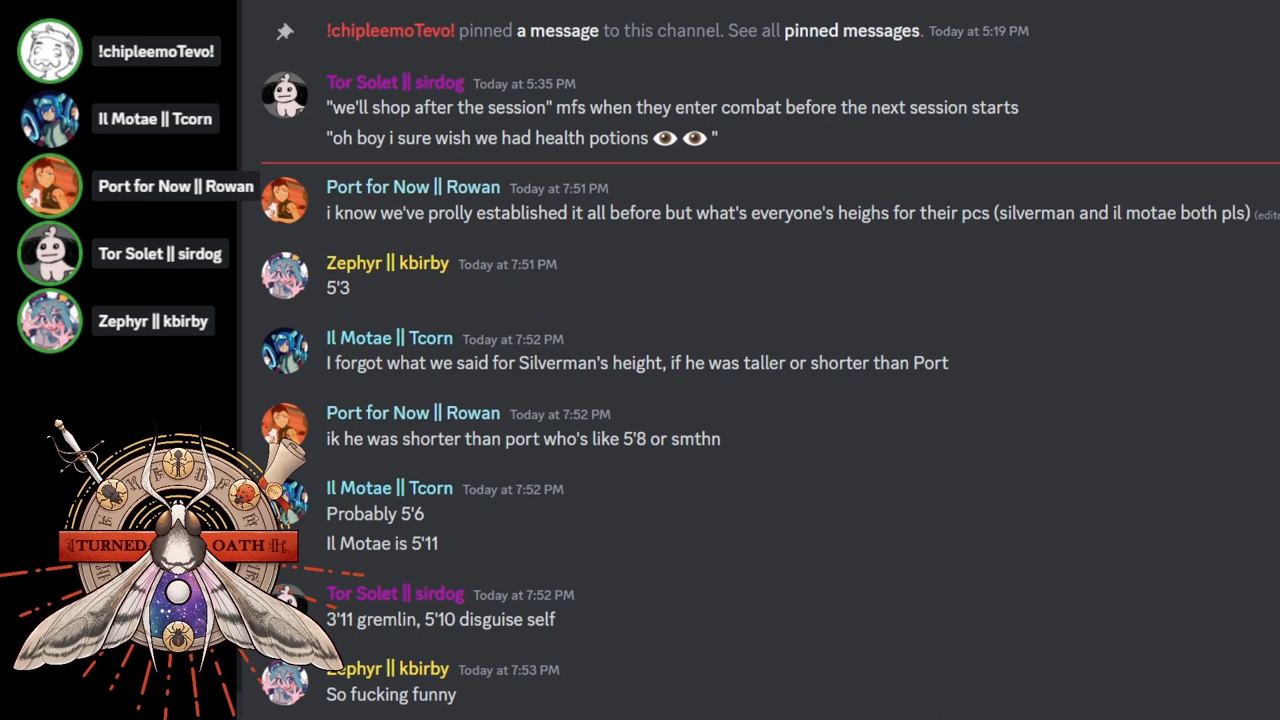 !chipleemoTevo!
Il Motae || Tcorn
Port for Now || Rowan
Tor Solet || sirdog
Zephyr || kbirby
TURNED OATH
!chipleemoTevo! pinned a message to this channel. See all pinned messages. Today at 5:19 PM
Tor Solet || sirdog Today at 5:35 PM
"we'll shop after the session" mfs when they enter combat before the next session starts
"oh boy i sure wish we had health potions 👁️ 👁️ "
Port for Now || Rowan Today at 7:51 PM
i know we've prolly established it all before but what's everyone's heighs for their pcs (silverman and il motae both pls)
Zephyr || kbirby Today at 7:51 PM
5'3
Il Motae || Tcorn Today at 7:52 PM
I forgot what we said for Silverman's height, if he was taller or shorter than Port
Port for Now || Rowan Today at 7:52 PM
ik he was shorter than port who's like 5'8 or smthn
Il Motae || Tcorn Today at 7:52 PM
Probably 5'6
Il Motae is 5'11
Tor Solet || sirdog Today at 7:52 PM
3'11 gremlin, 5'10 disguise self
Zephyr || kbirby Today at 7:53 PM
So fucking funny